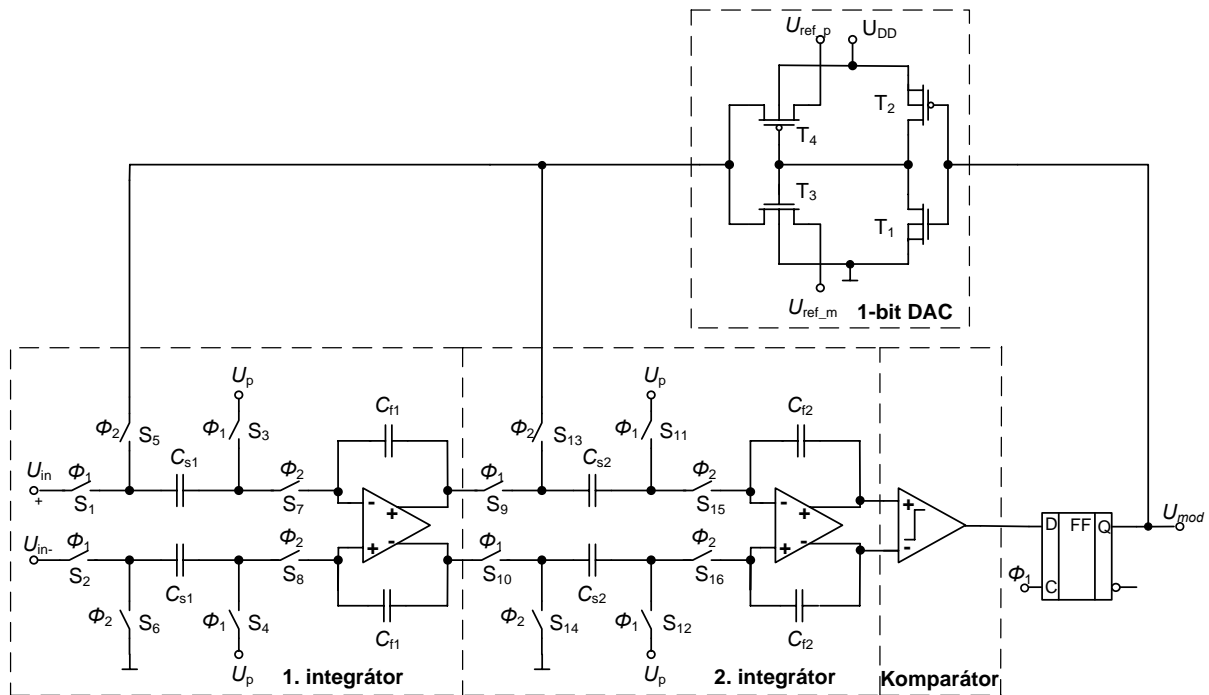 Uref_p UDD
T2
T4
T3
T1
Uref_m 1-bit DAC
Up Up
Cf1 Cf2
Φ2 S5 Φ1 S3 Φ2 S13 Φ1 S11
Uin + Φ1 S1 Cs1 Φ2 S7 - + Φ1 S9 Cs2 Φ2 S15 - + + Umod
D FF Q
Uin- Φ1 S2 Cs1 Φ2 S8 + - Φ1 S10 Cs2 Φ2 S16 + - -
Φ1 C
Φ2 S6 Φ1 S4 Cf1 Φ2 S14 Φ1 S12 Cf2
Up 1. integrátor Up 2. integrátor Komparátor